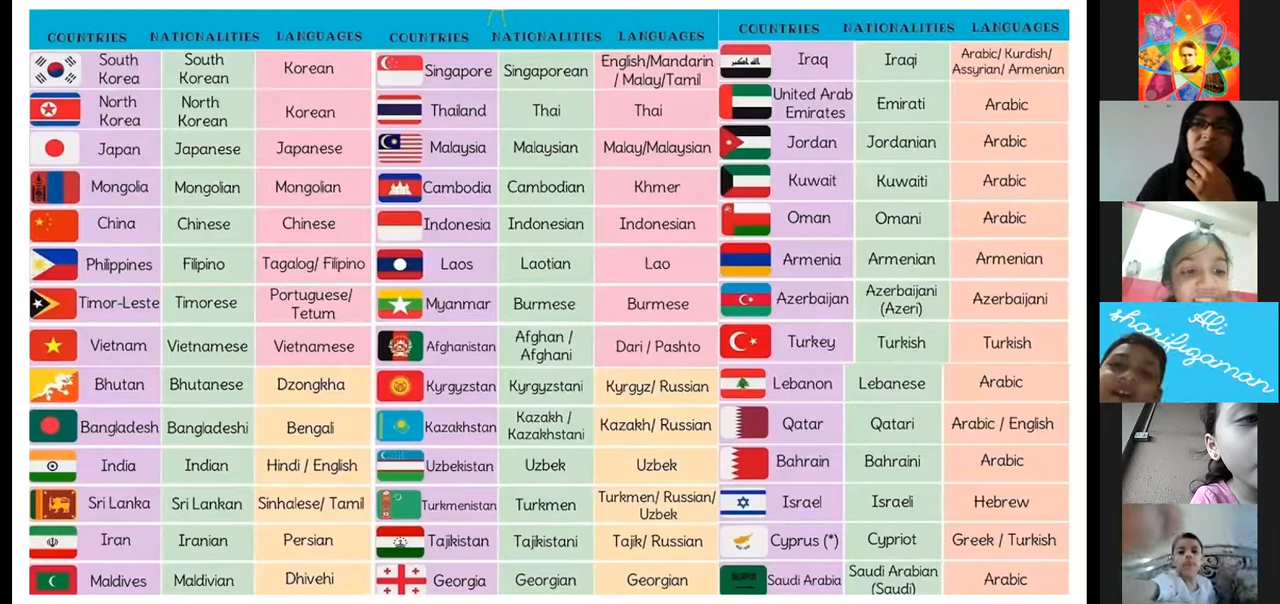 COUNTRIES NATIONALITIES LANGUAGES
South Korea South Korean Korean
North Korea North Korean Korean
Japan Japanese Japanese
Mongolia Mongolian Mongolian
China Chinese Chinese
Philippines Filipino Tagalog/ Filipino
Timor-Leste Timorese Portuguese/ Tetum
Vietnam Vietnamese Vietnamese
Bhutan Bhutanese Dzongkha
Bangladesh Bangladeshi Bengali
India Indian Hindi / English
Sri Lanka Sri Lankan Sinhalese/ Tamil
Iran Iranian Persian
Maldives Maldivian Dhivehi
COUNTRIES NATIONALITIES LANGUAGES
Singapore Singaporean English/Mandarin / Malay/Tamil
Thailand Thai Thai
Malaysia Malaysian Malay/Malaysian
Cambodia Cambodian Khmer
Indonesia Indonesian Indonesian
Laos Laotian Lao
Myanmar Burmese Burmese
Afghanistan Afghan / Afghani Dari / Pashto
Kyrgyzstan Kyrgyzstani Kyrgyz/ Russian
Kazakhstan Kazakh / Kazakhstani Kazakh/ Russian
Uzbekistan Uzbek Uzbek
Turkmenistan Turkmen Turkmen/ Russian/ Uzbek
Tajikistan Tajikistani Tajik/ Russian
Georgia Georgian Georgian
COUNTRIES NATIONALITIES LANGUAGES
Iraq Iraqi Arabic/ Kurdish/ Assyrian/ Armenian
United Arab Emirates Emirati Arabic
Jordan Jordanian Arabic
Kuwait Kuwaiti Arabic
Oman Omani Arabic
Armenia Armenian Armenian
Azerbaijan Azerbaijani (Azeri) Azerbaijani
Turkey Turkish Turkish
Lebanon Lebanese Arabic
Qatar Qatari Arabic / English
Bahrain Bahraini Arabic
Israel Israeli Hebrew
Cyprus (*) Cypriot Greek / Turkish
Saudi Arabia Saudi Arabian (Saudi) Arabic
Ali
sharifuzaman